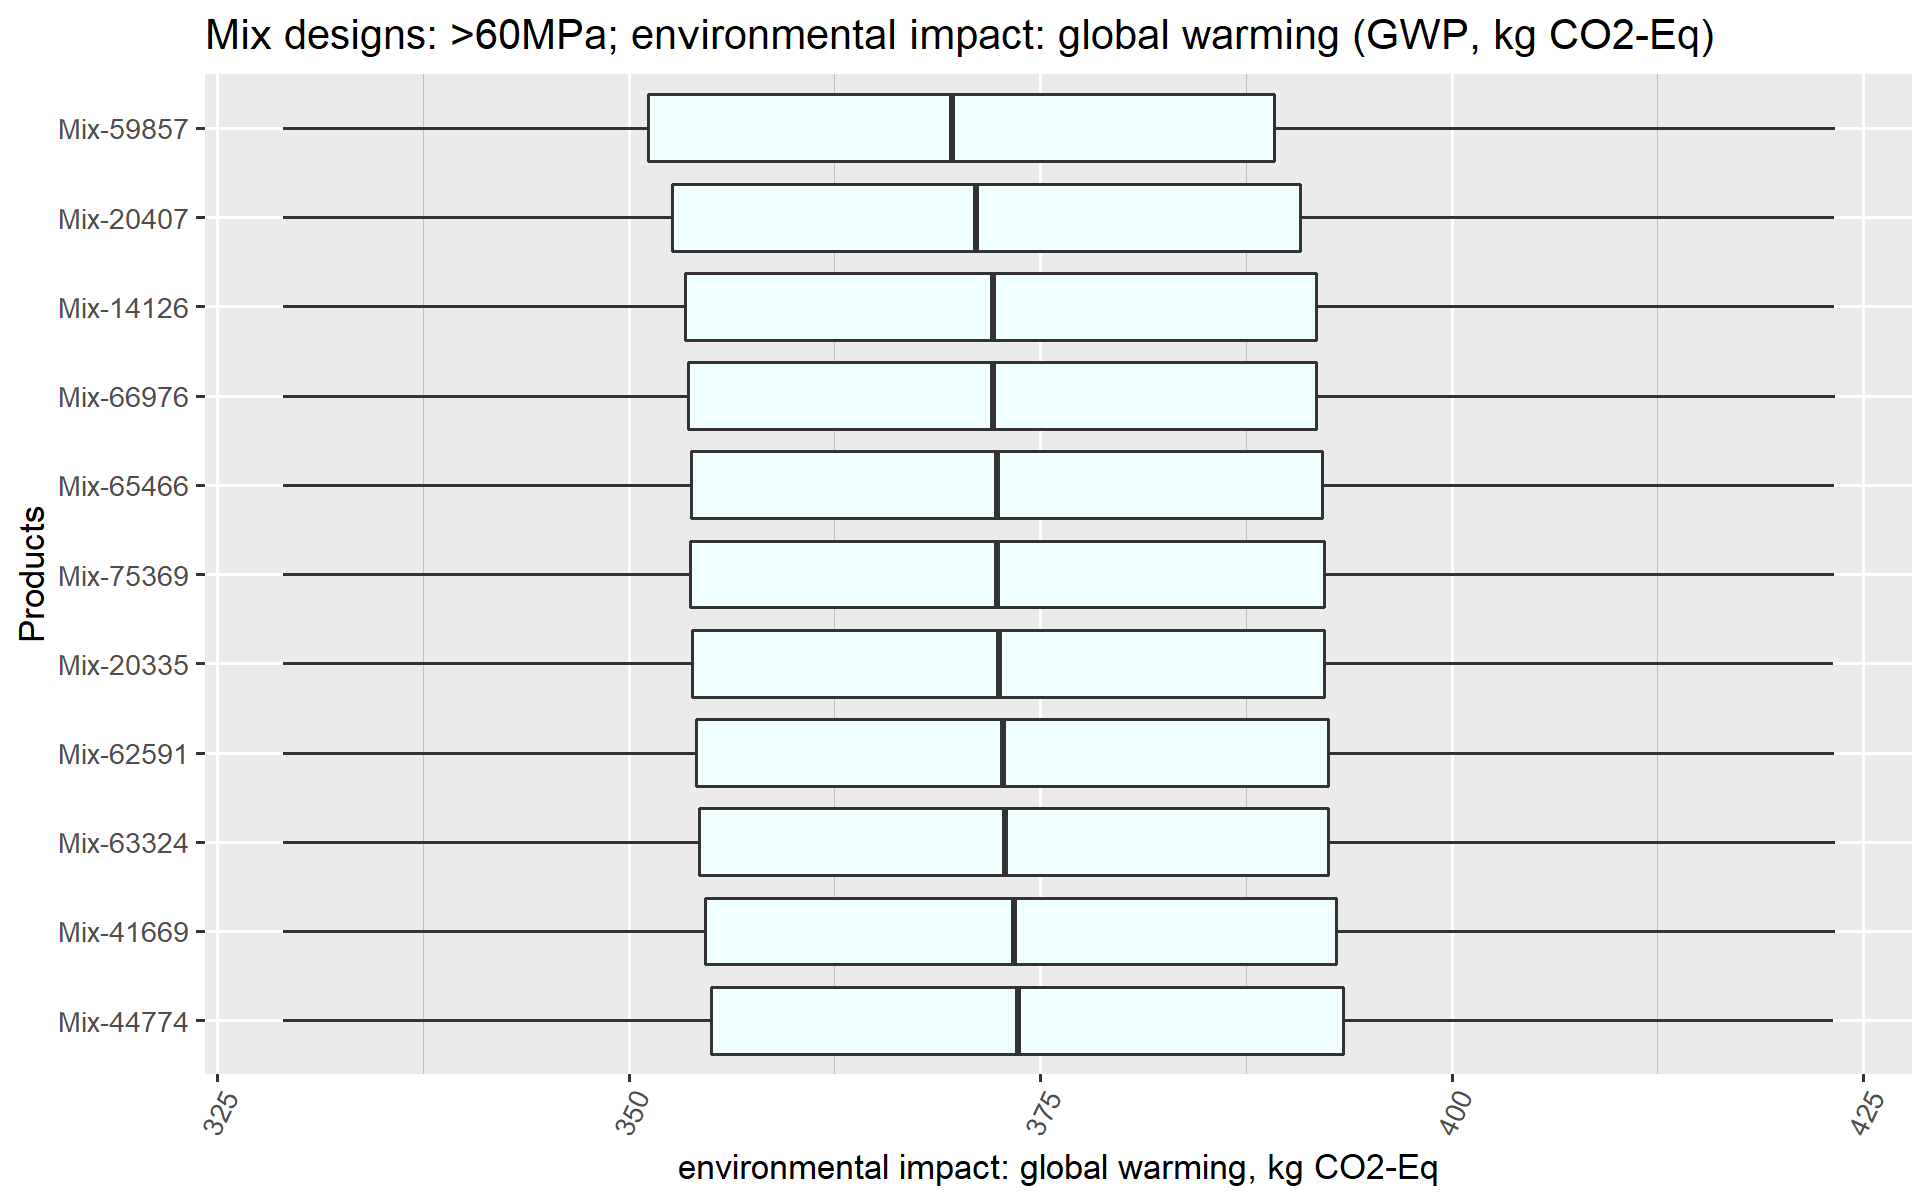 Mix designs: >60MPa; environmental impact: global warming (GWP, kg CO2-Eq)
Products
Mix-59857
Mix-20407
Mix-14126
Mix-66976
Mix-65466
Mix-75369
Mix-20335
Mix-62591
Mix-63324
Mix-41669
Mix-44774
325
350
375
400
425
environmental impact: global warming, kg CO2-Eq